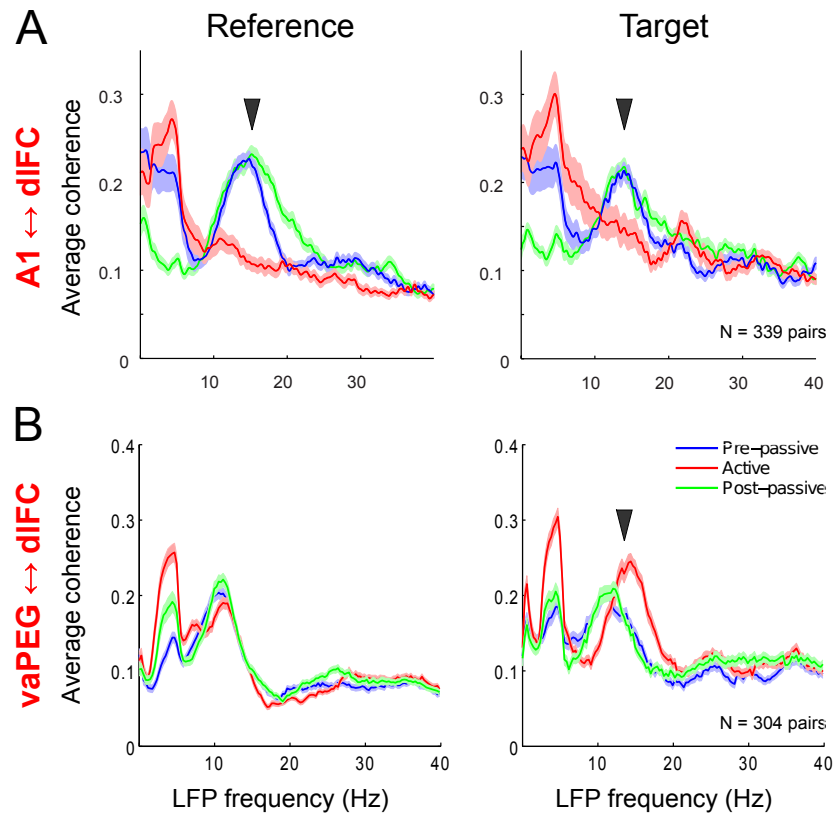 A
Reference
Target
A1 ↔ dlFC
Average coherence
0.3
0.2
0.1
0
10
20
30
0.3
0.2
0.1
0
10
20
30
40
N = 339 pairs
B
vaPEG ↔ dlFC
Average coherence
0.4
0.3
0.2
0.1
0
10
20
30
40
LFP frequency (Hz)
0.4
0.3
0.2
0.1
0
10
20
30
40
LFP frequency (Hz)
Pre-passive
Active
Post-passive
N = 304 pairs